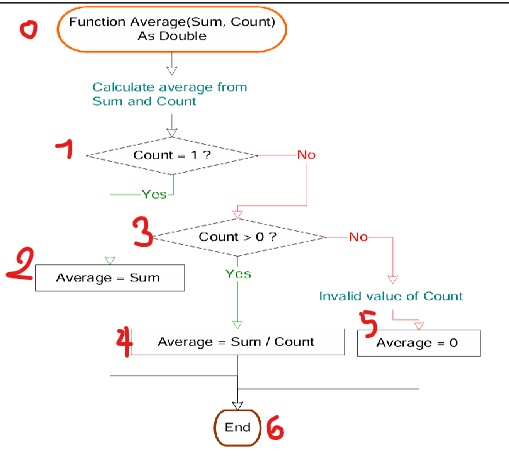 0
Function Average(Sum, Count)
As Double
Calculate average from
Sum and Count
1
Count = 1 ?
No
Yes
3
Count > 0 ?
No
2
Average = Sum
Yes
Invalid value of Count
4
Average = Sum / Count
5
Average = 0
End
6